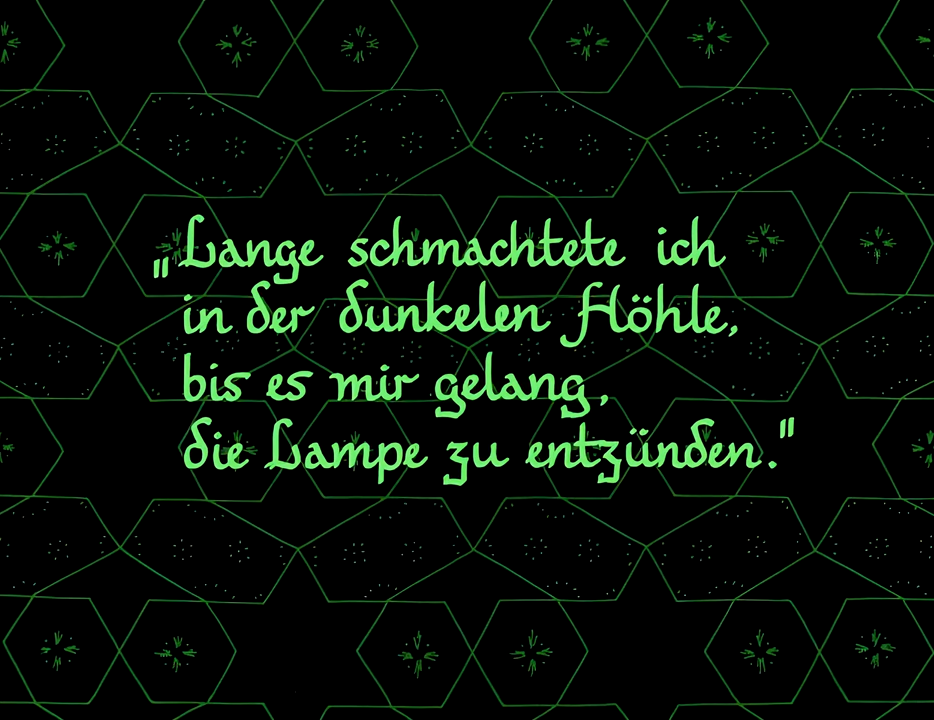 „Lange schmachtete ich
in der dunkelen Höhle,
bis es mir gelang,
die Lampe zu entzünden."